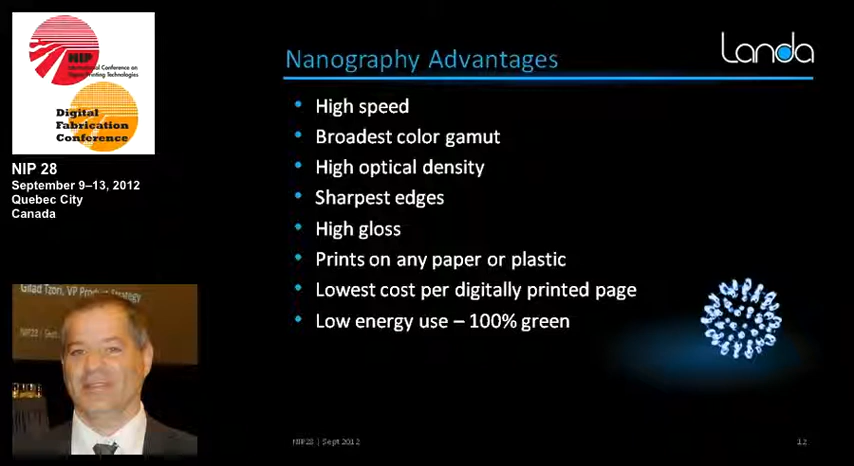 NIP
International Conference on
Digital Printing Technologies
Digital
Fabrication
Conference
NIP 28
September 9–13, 2012
Quebec City
Canada
Gilad Tzori, VP Product Strategy
Nanography Advantages
Landa
• High speed
• Broadest color gamut
• High optical density
• Sharpest edges
• High gloss
• Prints on any paper or plastic
• Lowest cost per digitally printed page
• Low energy use – 100% green
NIP28 | Sept 2012
12